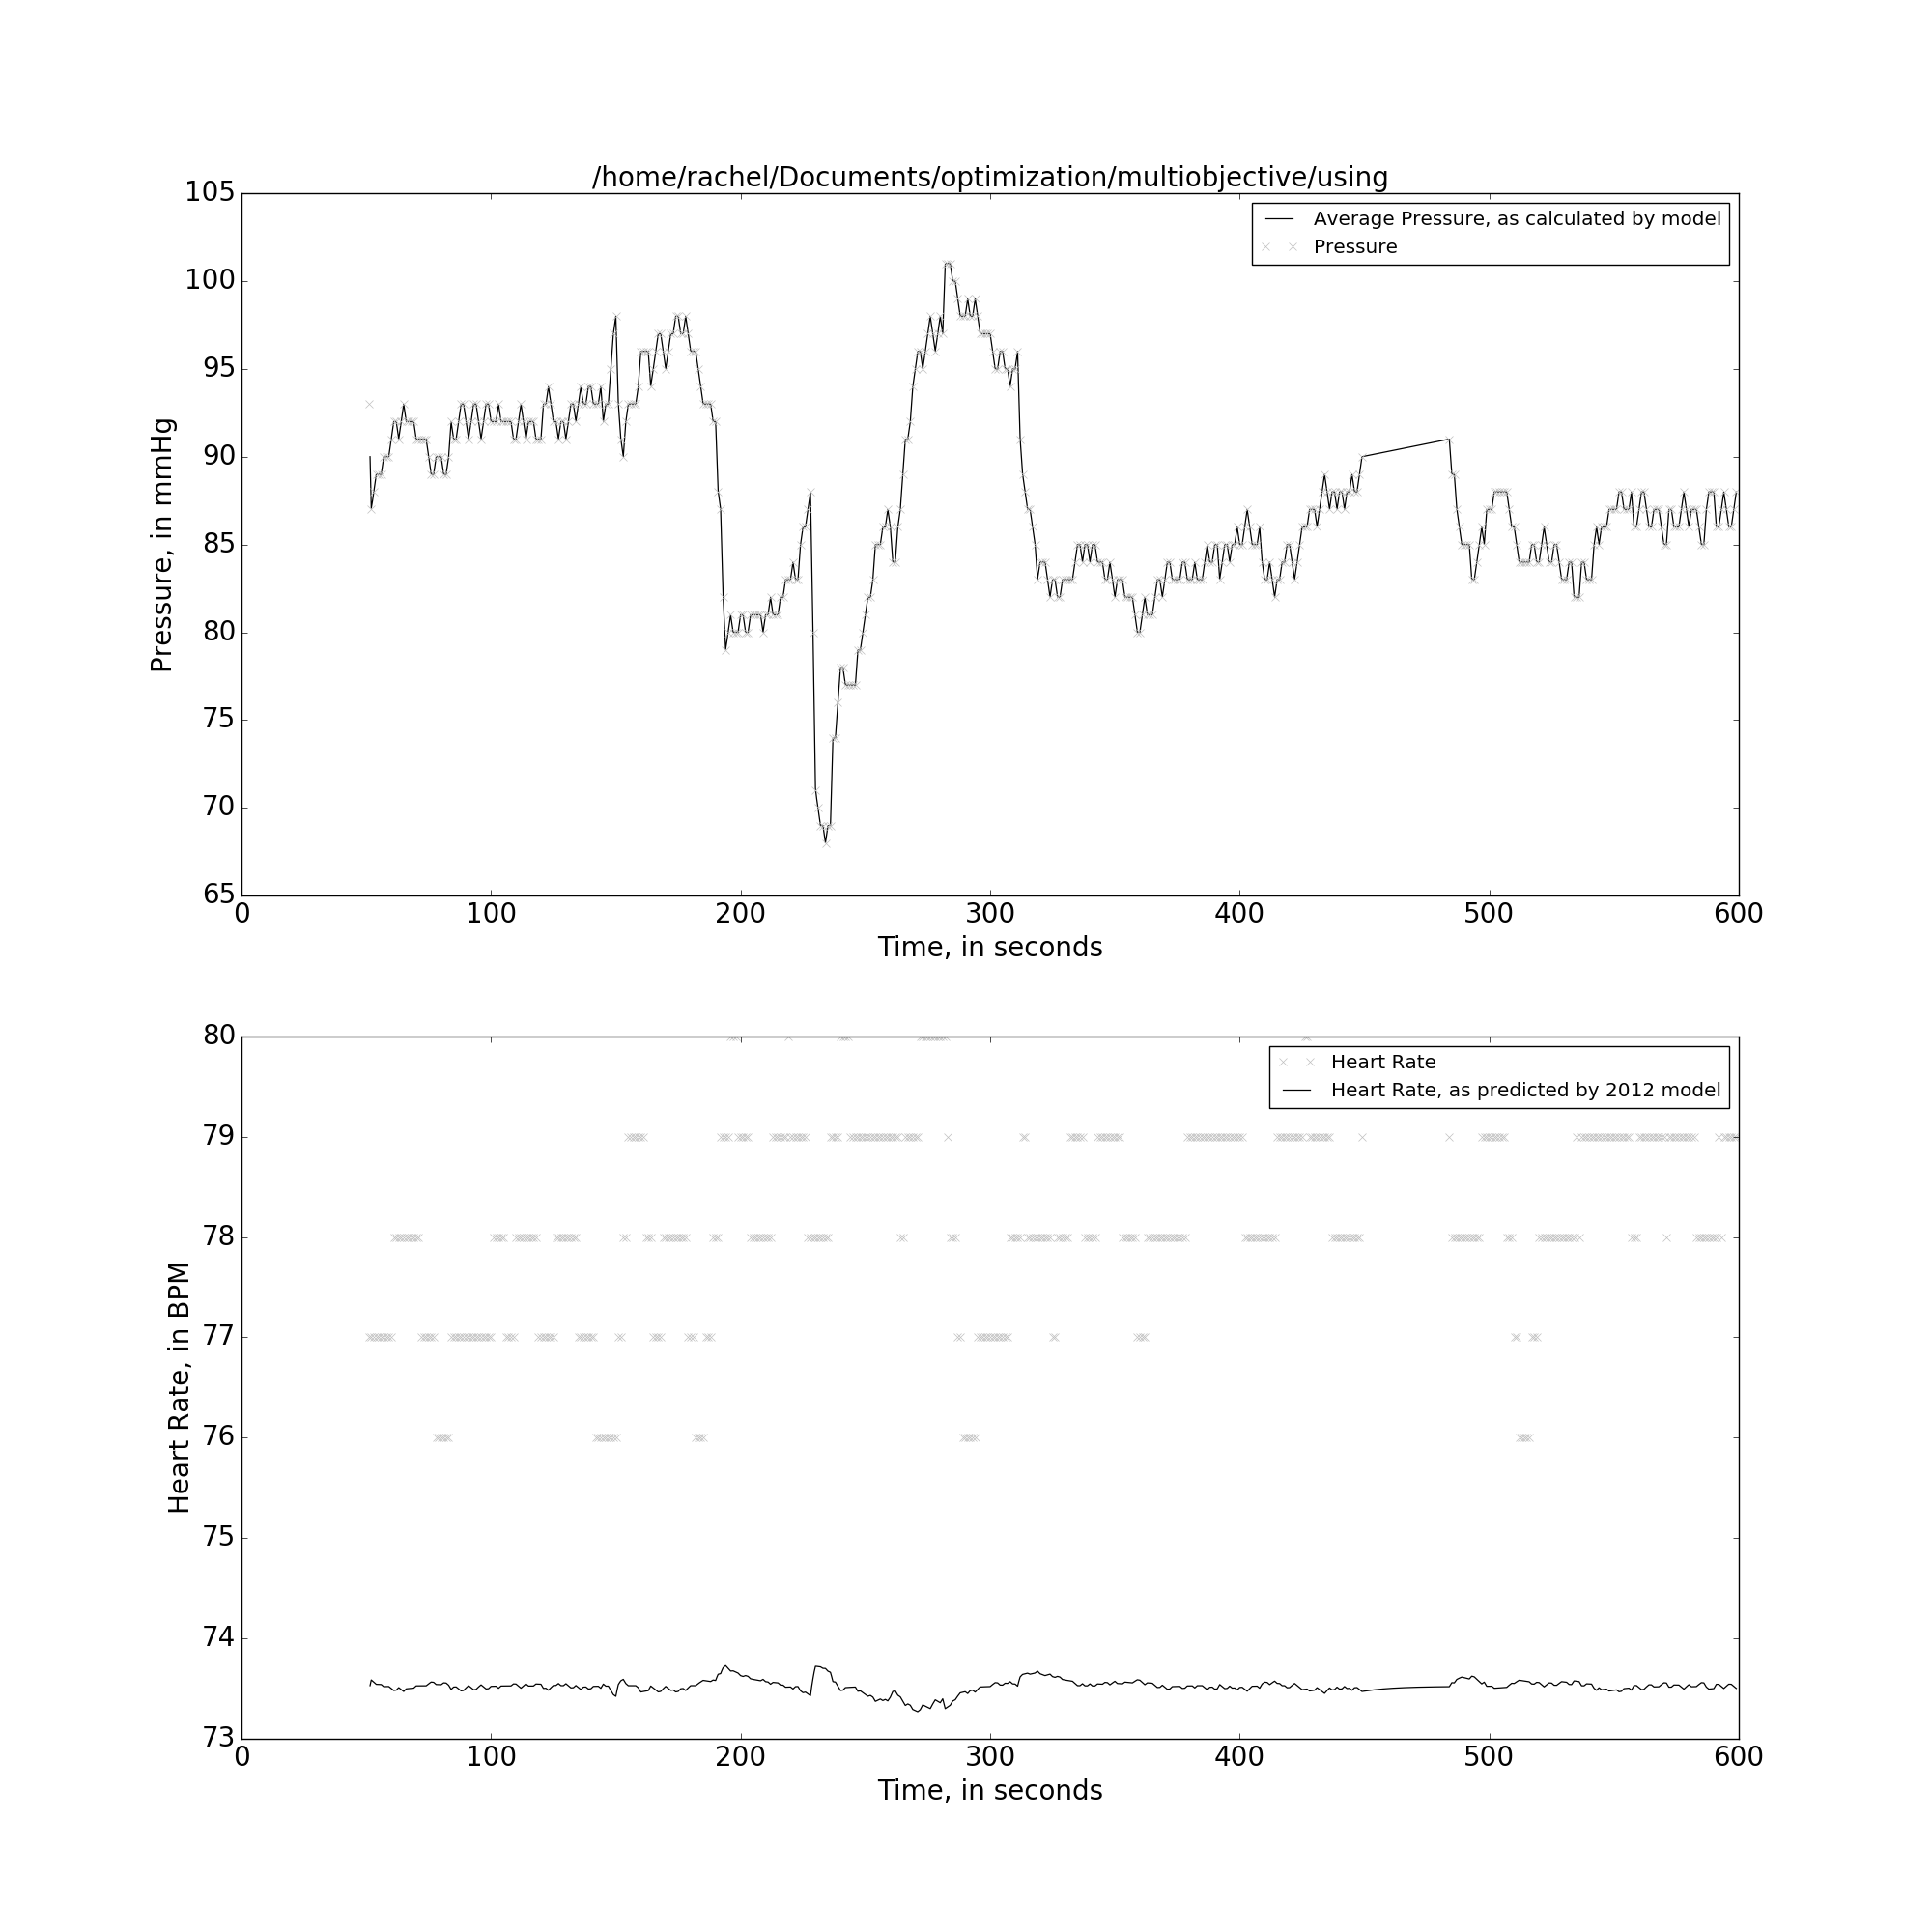 /home/rachel/Documents/optimization/multiobjective/using
105
100
95
90
85
80
75
70
65
Pressure, in mmHg
Average Pressure, as calculated by model
Pressure
0 100 200 300 400 500 600
Time, in seconds
80
79
78
77
76
75
74
73
Heart Rate, in BPM
Heart Rate
Heart Rate, as predicted by 2012 model
0 100 200 300 400 500 600
Time, in seconds